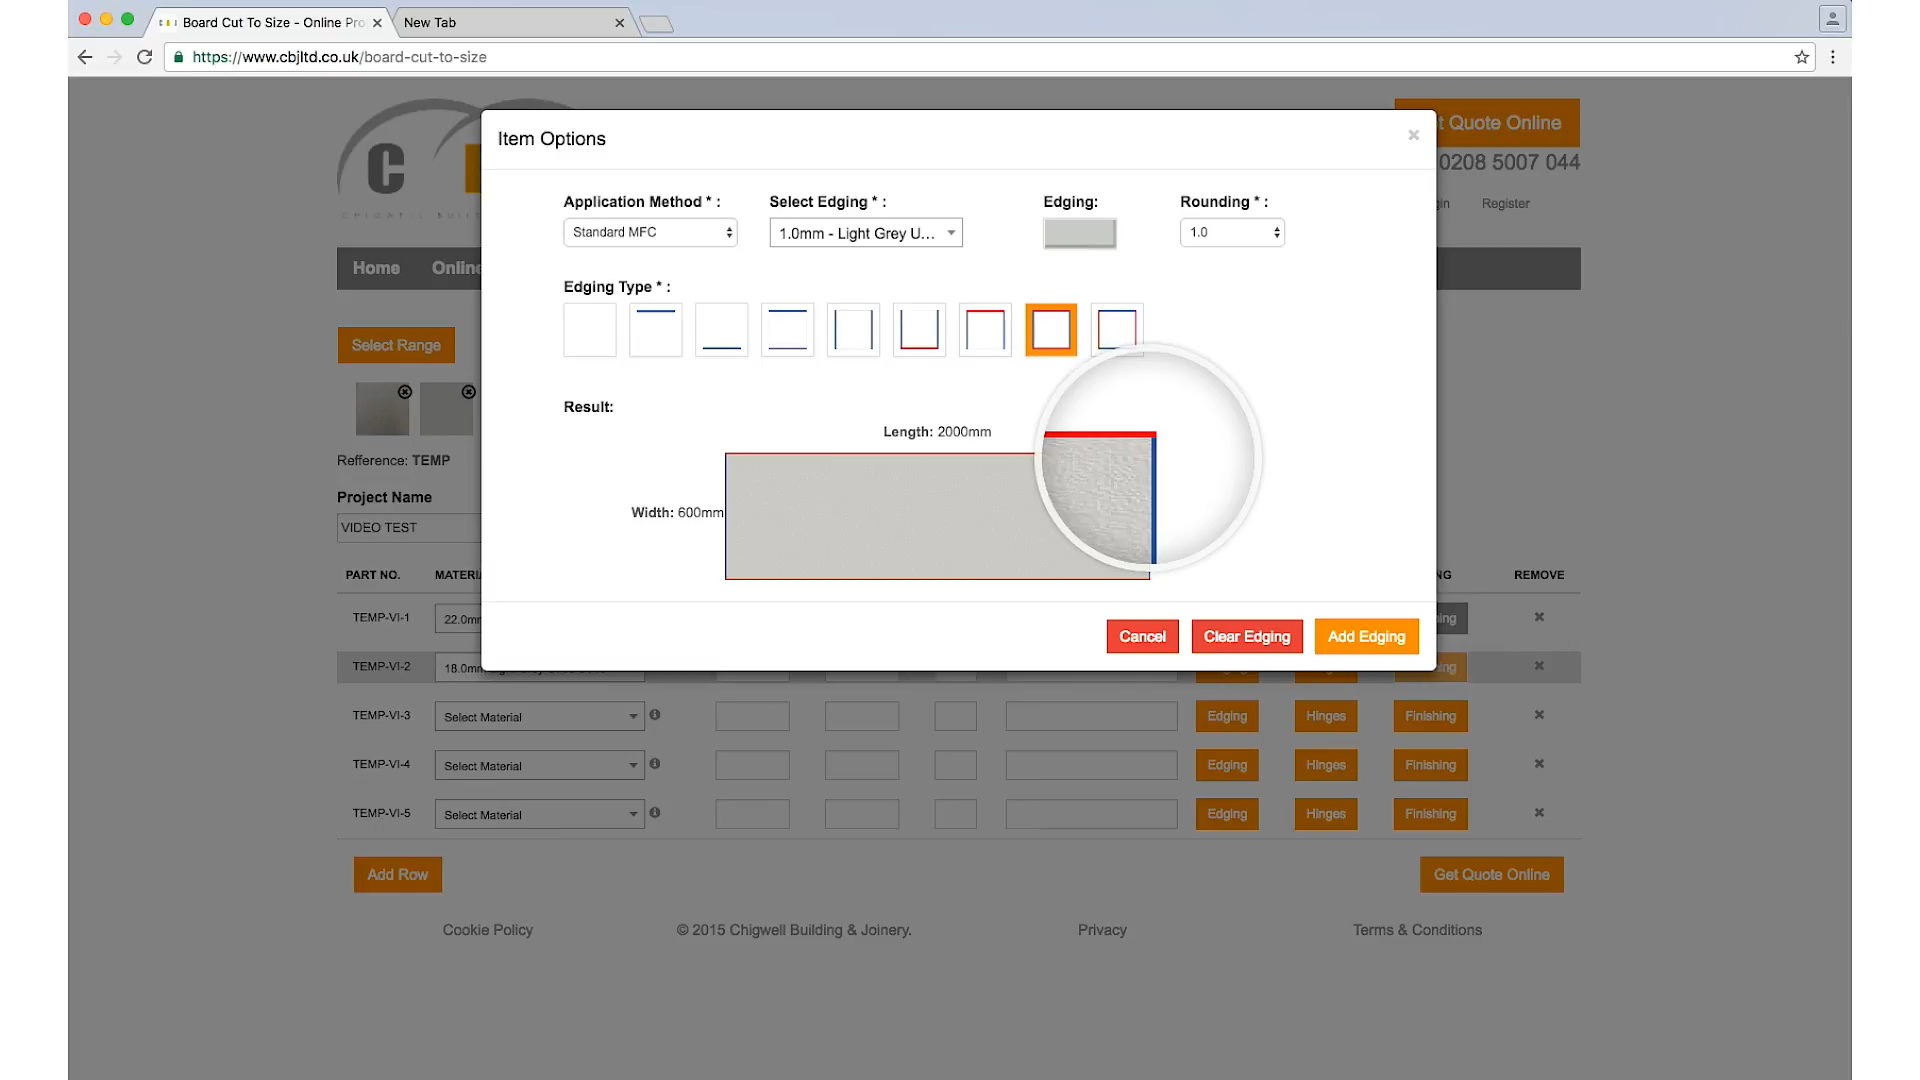 Board Cut To Size - Online Pro
New Tab
https://www.cbjltd.co.uk/board-cut-to-size
C
Item Options
Quote Online
0208 5007 044
Register
Application Method * :
Select Edging * :
Edging:
Rounding * :
Standard MFC
1.0mm - Light Grey U...
1.0
Home
Online
Edging Type * :
Select Range
Result:
Length: 2000mm
Refference: TEMP
Project Name
Width: 600mm
VIDEO TEST
PART NO.
REMOVE
TEMP-VI-1
22.0mm
Cancel
Clear Edging
Add Edging
TEMP-VI-2
18.0mm
TEMP-VI-3
Select Material
Edging
Hinges
Finishing
TEMP-VI-4
Select Material
Edging
Hinges
Finishing
TEMP-VI-5
Select Material
Edging
Hinges
Finishing
Add Row
Get Quote Online
Cookie Policy
© 2015 Chigwell Building & Joinery.
Privacy
Terms & Conditions